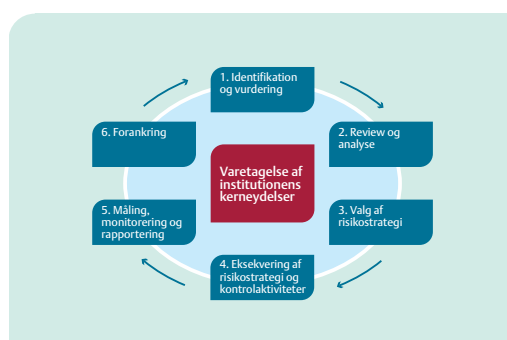 1. Identifikation
og vurdering
2. Review og
analyse
3. Valg af
risikostrategi
4. Eksekvering af
risikostrategi og
kontrolaktiviteter
5. Måling,
monitorering og
rapportering
6. Forankring
Varetagelse af
institutionens
kerneydelser